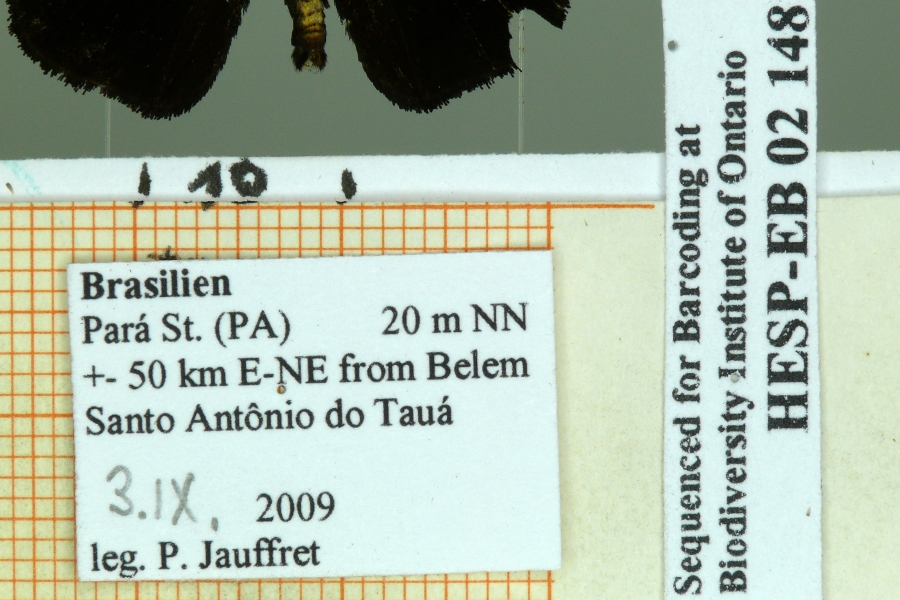 10
Brasilien
Pará St. (PA) 20 m NN
+- 50 km E-NE from Belem
Santo Antônio do Tauá
3.IX. 2009
leg. P. Jauffret
Sequenced for Barcoding at
Biodiversity Institute of Ontario
HESP-EB 02 148